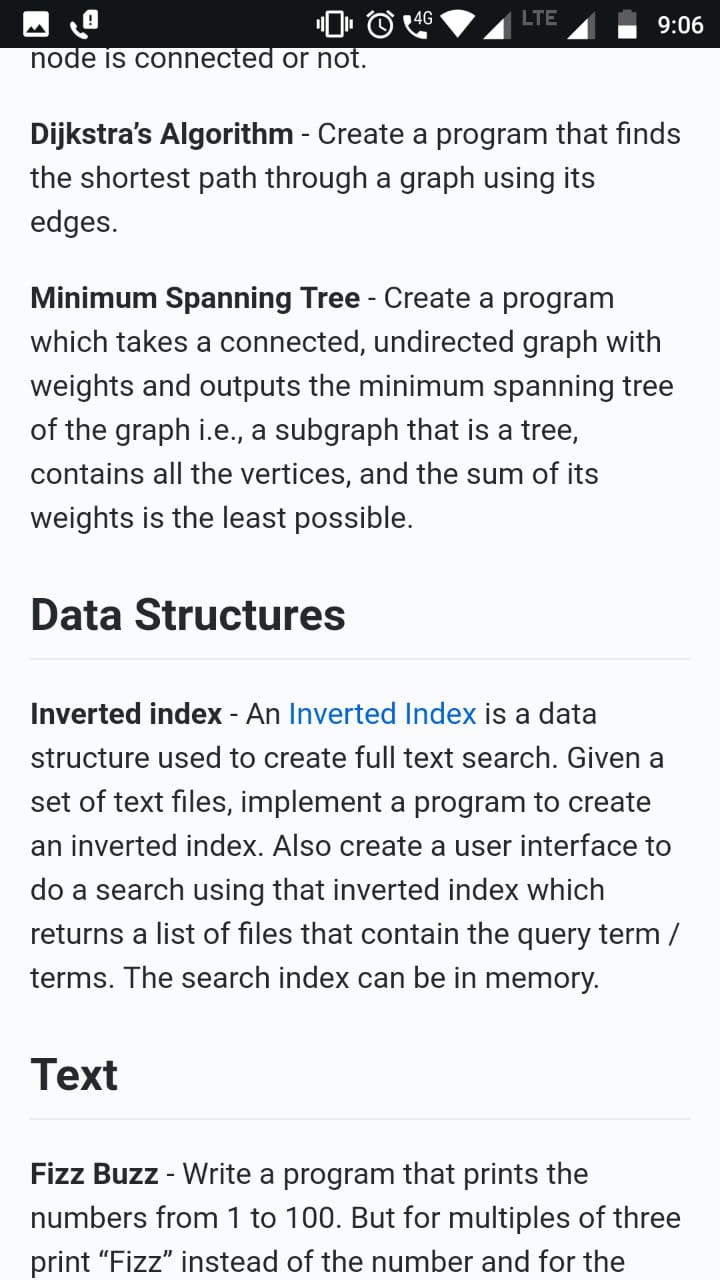 4G LTE 9:06
node is connected or not.
Dijkstra’s Algorithm - Create a program that finds
the shortest path through a graph using its
edges.
Minimum Spanning Tree - Create a program
which takes a connected, undirected graph with
weights and outputs the minimum spanning tree
of the graph i.e., a subgraph that is a tree,
contains all the vertices, and the sum of its
weights is the least possible.
Data Structures
Inverted index - An Inverted Index is a data
structure used to create full text search. Given a
set of text files, implement a program to create
an inverted index. Also create a user interface to
do a search using that inverted index which
returns a list of files that contain the query term /
terms. The search index can be in memory.
Text
Fizz Buzz - Write a program that prints the
numbers from 1 to 100. But for multiples of three
print “Fizz” instead of the number and for the